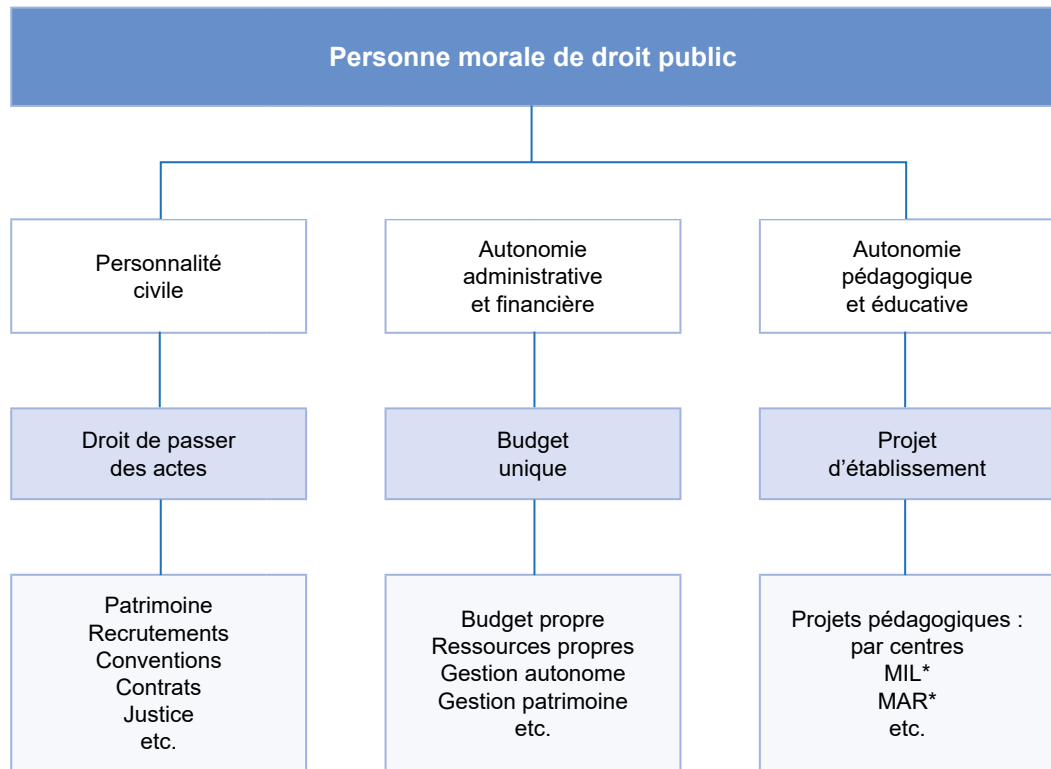 Personne morale de droit public
Personnalité
civile
Autonomie
administrative
et financière
Autonomie
pédagogique
et éducative
Droit de passer
des actes
Budget
unique
Projet
d’établissement
Patrimoine
Recrutements
Conventions
Contrats
Justice
etc.
Budget propre
Ressources propres
Gestion autonome
Gestion patrimoine
etc.
Projets pédagogiques :
par centres
MIL*
MAR*
etc.